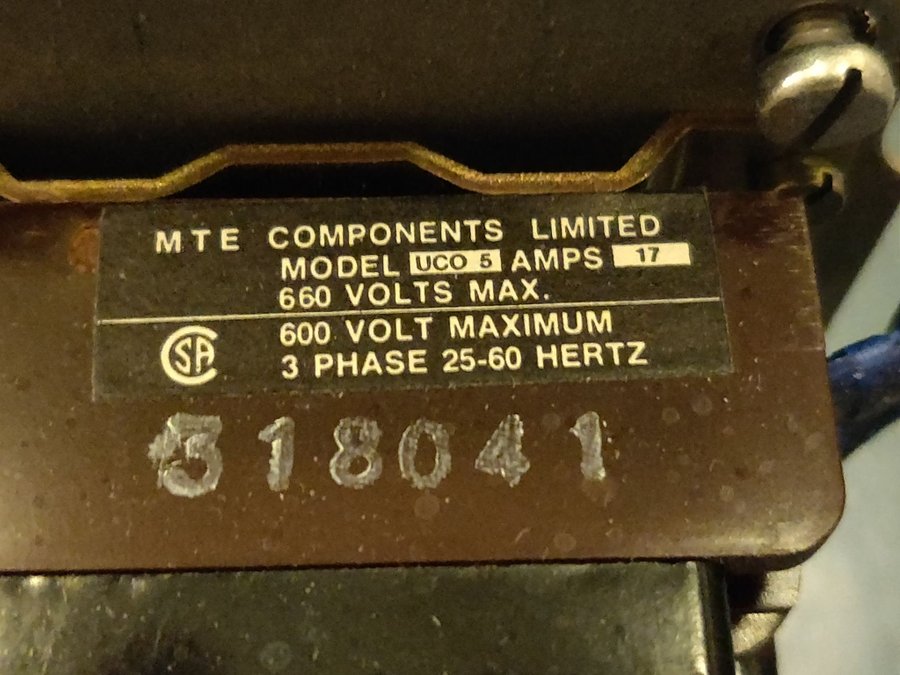 MTE COMPONENTS LIMITED
MODEL UCO 5 AMPS 17
660 VOLTS MAX.
CSA
600 VOLT MAXIMUM
3 PHASE 25-60 HERTZ
318041